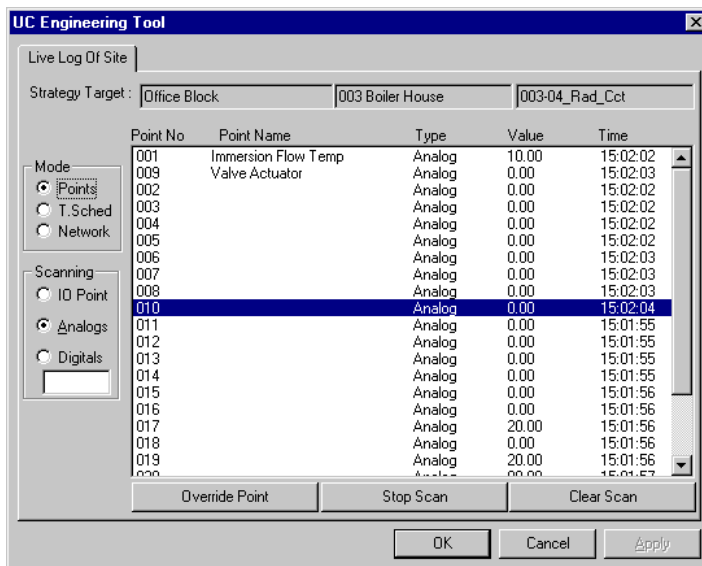 UC Engineering Tool
Live Log Of Site
Strategy Target : Office Block 003 Boiler House 003-04_Rad_Cct
Point No Point Name Type Value Time
001 Immersion Flow Temp Analog 10.00 15:02:02
009 Valve Actuator Analog 0.00 15:02:03
002 Analog 0.00 15:02:02
003 Analog 0.00 15:02:02
004 Analog 0.00 15:02:02
005 Analog 0.00 15:02:02
006 Analog 0.00 15:02:03
007 Analog 0.00 15:02:03
008 Analog 0.00 15:02:03
010 Analog 0.00 15:02:04
011 Analog 0.00 15:01:55
012 Analog 0.00 15:01:55
013 Analog 0.00 15:01:55
014 Analog 0.00 15:01:55
015 Analog 0.00 15:01:56
016 Analog 0.00 15:01:56
017 Analog 20.00 15:01:56
018 Analog 0.00 15:01:56
019 Analog 20.00 15:01:56
Mode
Points
T.Sched
Network
Scanning
IO Point
Analogs
Digitals
Override Point Stop Scan Clear Scan
OK Cancel Apply